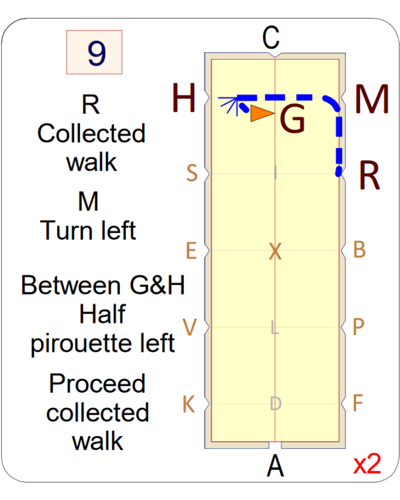 9
R
Collected
walk
M
Turn left
Between G&H
Half
pirouette left
Proceed
collected
walk
C
H
M
G
S
I
R
E
X
B
V
L
P
K
D
F
A
x2